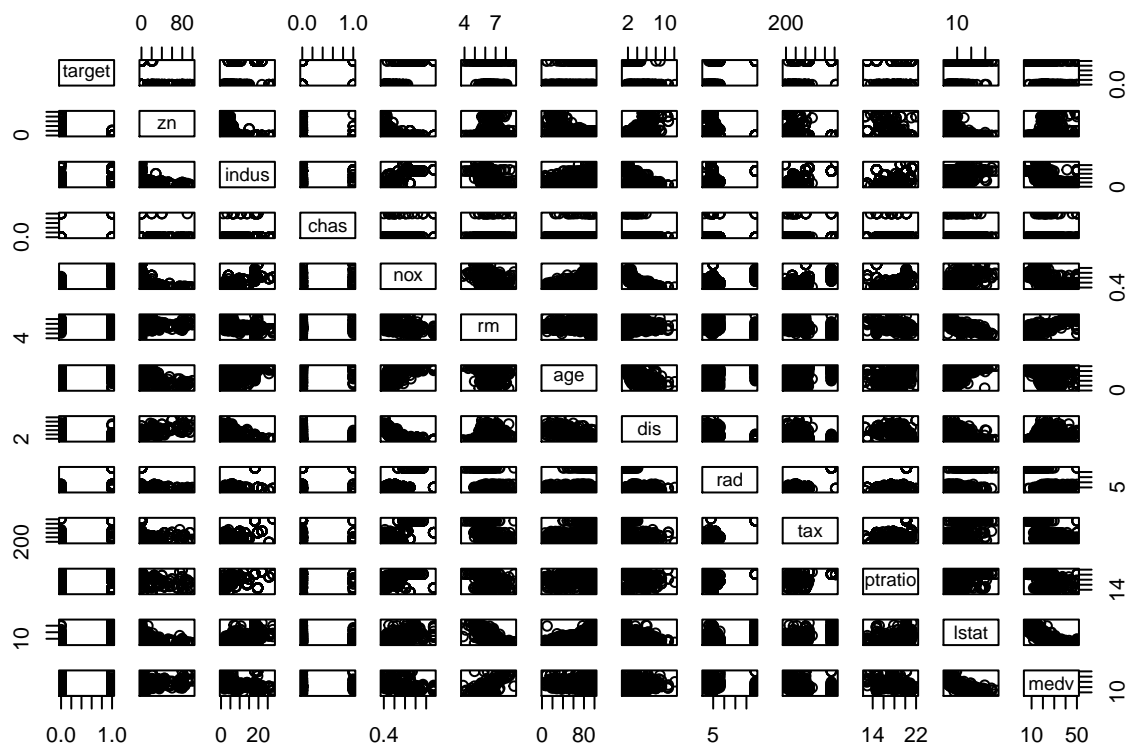 0 80 0.0 1.0 4 7 2 10 200 10
target 0.0
0 zn
indus 0
0.0 chas
nox 0.4
4 rm
age 0
2 dis
rad 5
200 tax
ptratio 14
10 lstat
medv 10
0.0 1.0 0 20 0.4 0 80 5 14 22 10 50